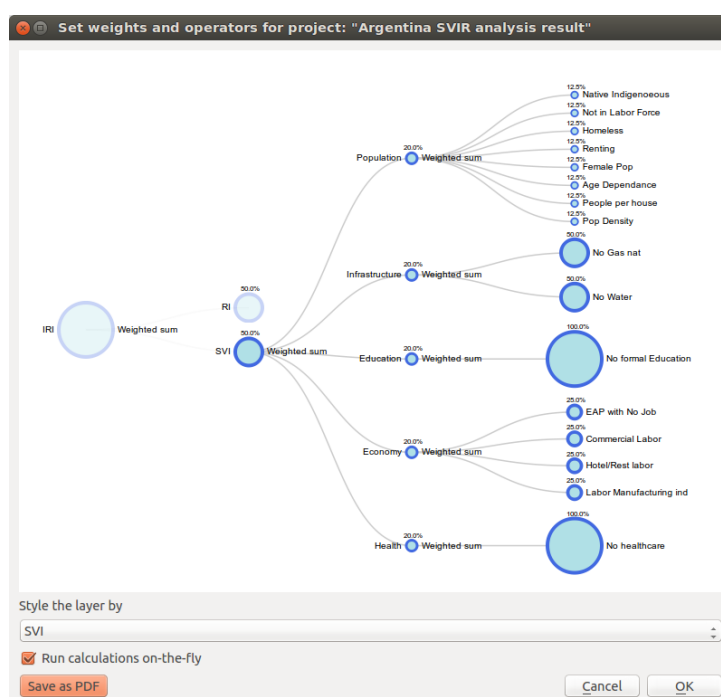 Set weights and operators for project: "Argentina SVIR analysis result"
12.5%
Native Indigenoeous
12.5%
Not in Labor Force
12.5%
Homeless
12.5%
Renting
20.0%
Population Weighted sum
12.5%
Female Pop
12.5%
Age Dependance
12.5%
People per house
12.5%
Pop Density
50.0%
No Gas nat
20.0%
Infrastructure Weighted sum
50.0%
No Water
50.0%
RI
IRI Weighted sum
50.0%
SVI Weighted sum
20.0%
Education Weighted sum
100.0%
No formal Education
25.0%
EAP with No Job
25.0%
Commercial Labor
20.0%
Economy Weighted sum
25.0%
Hotel/Rest labor
25.0%
Labor Manufacturing ind
100.0%
No healthcare
20.0%
Health Weighted sum
Style the layer by
SVI
Run calculations on-the-fly
Save as PDF Cancel OK